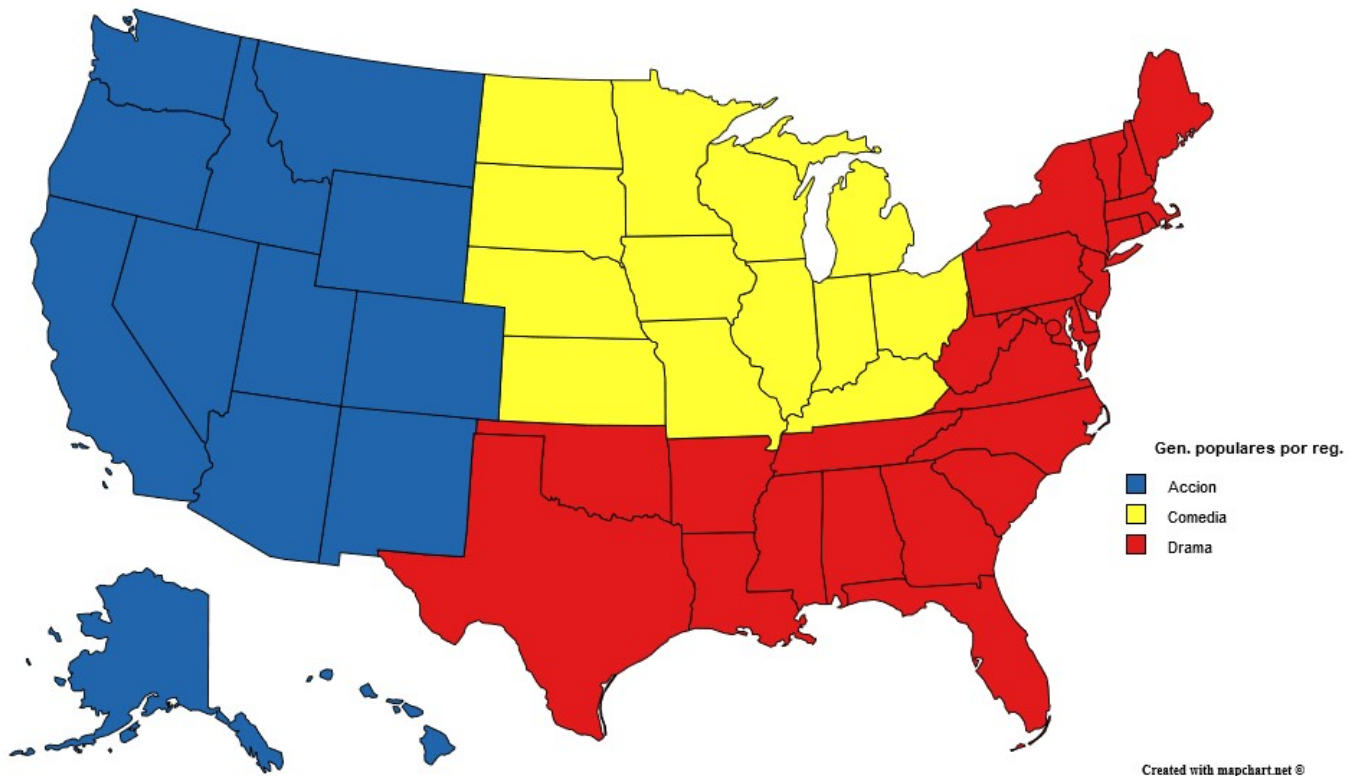 Gen. populares por reg.
Accion
Comedia
Drama
Created with mapchart.net ©